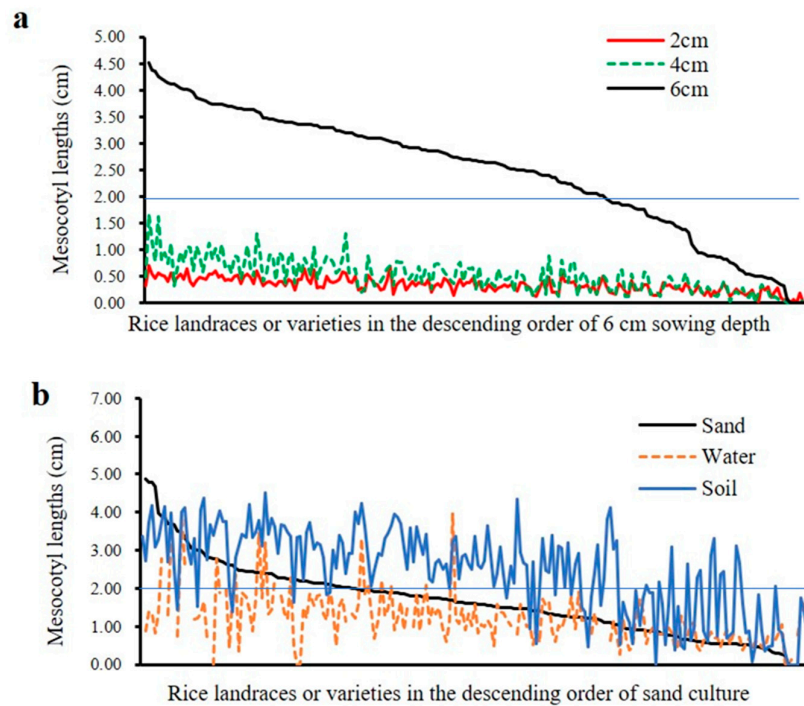 a
5.00
4.50
4.00
3.50
3.00
2.50
2.00
1.50
1.00
0.50
0.00
Mesocotyl lengths (cm)
2cm
4cm
6cm
Rice landraces or varieties in the descending order of 6 cm sowing depth
b
7.00
6.00
5.00
4.00
3.00
2.00
1.00
0.00
Mesocotyl lengths (cm)
Sand
Water
Soil
Rice landraces or varieties in the descending order of sand culture